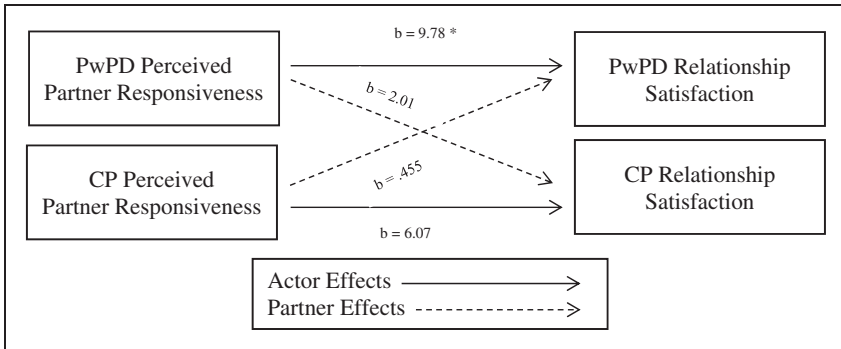 b = 9.78 *
PwPD Perceived
Partner Responsiveness
PwPD Relationship
Satisfaction
b = 2.01
CP Perceived
Partner Responsiveness
b = .455
CP Relationship
Satisfaction
b = 6.07
Actor Effects
Partner Effects